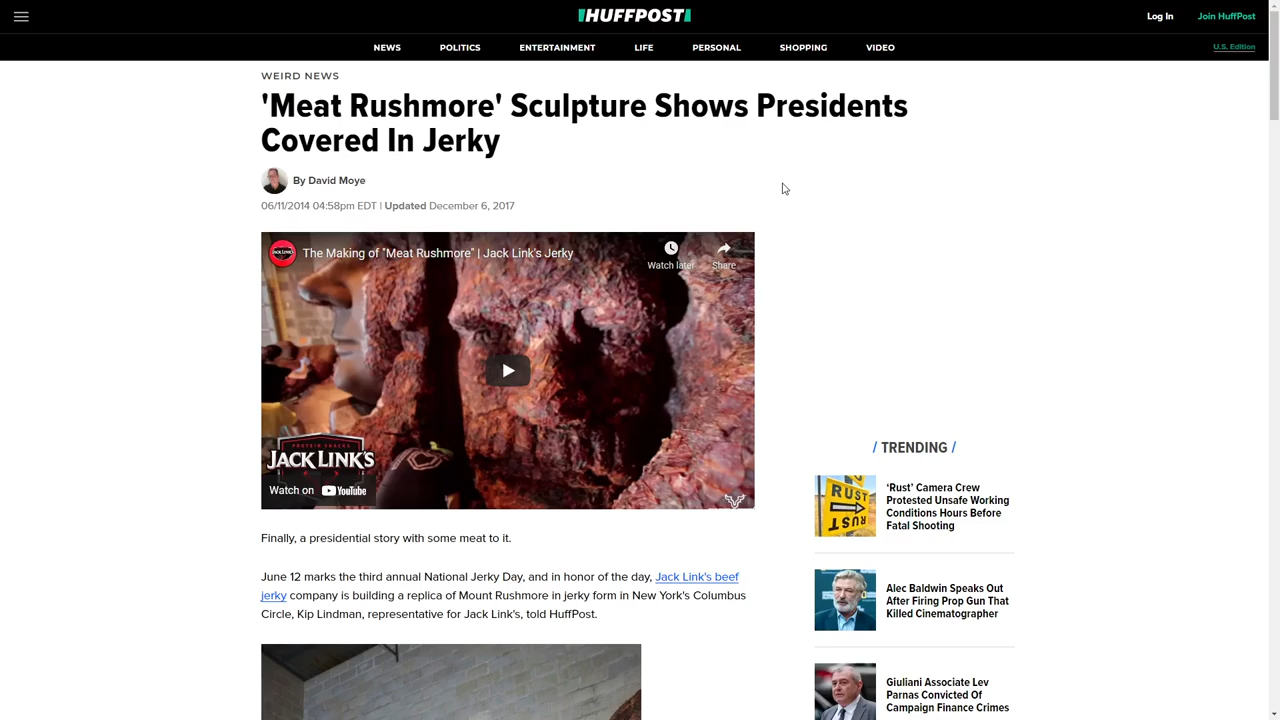 HUFFPOST
Log In
Join HuffPost
NEWS
POLITICS
ENTERTAINMENT
LIFE
PERSONAL
SHOPPING
VIDEO
U.S. Edition
WEIRD NEWS
'Meat Rushmore' Sculpture Shows Presidents
Covered In Jerky
By David Moye
06/11/2014 04:58pm EDT | Updated December 6, 2017
JACK LINK'S
The Making of "Meat Rushmore" | Jack Link's Jerky
Watch later
Share
PROTEIN SNACKS
JACK LINK'S
Watch on YouTube
Finally, a presidential story with some meat to it.
June 12 marks the third annual National Jerky Day, and in honor of the day, Jack Link's beef
jerky company is building a replica of Mount Rushmore in jerky form in New York's Columbus
Circle, Kip Lindman, representative for Jack Link's, told HuffPost.
/ TRENDING /
RUST
RUST
‘Rust’ Camera Crew
Protested Unsafe Working
Conditions Hours Before
Fatal Shooting
Alec Baldwin Speaks Out
After Firing Prop Gun That
Killed Cinematographer
Giuliani Associate Lev
Parnas Convicted Of
Campaign Finance Crimes